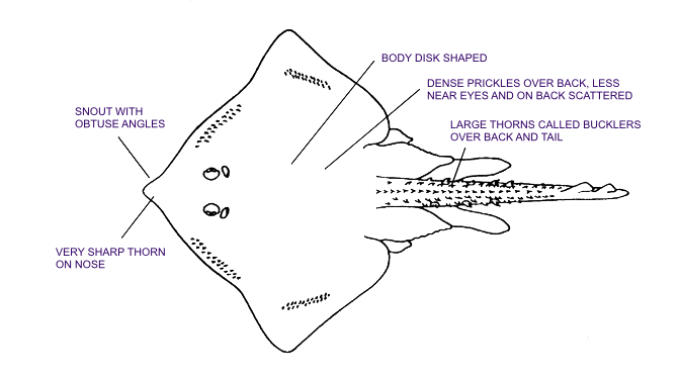 BODY DISK SHAPED
DENSE PRICKLES OVER BACK, LESS
NEAR EYES AND ON BACK SCATTERED
SNOUT WITH
OBTUSE ANGLES
LARGE THORNS CALLED BUCKLERS
OVER BACK AND TAIL
VERY SHARP THORN
ON NOSE